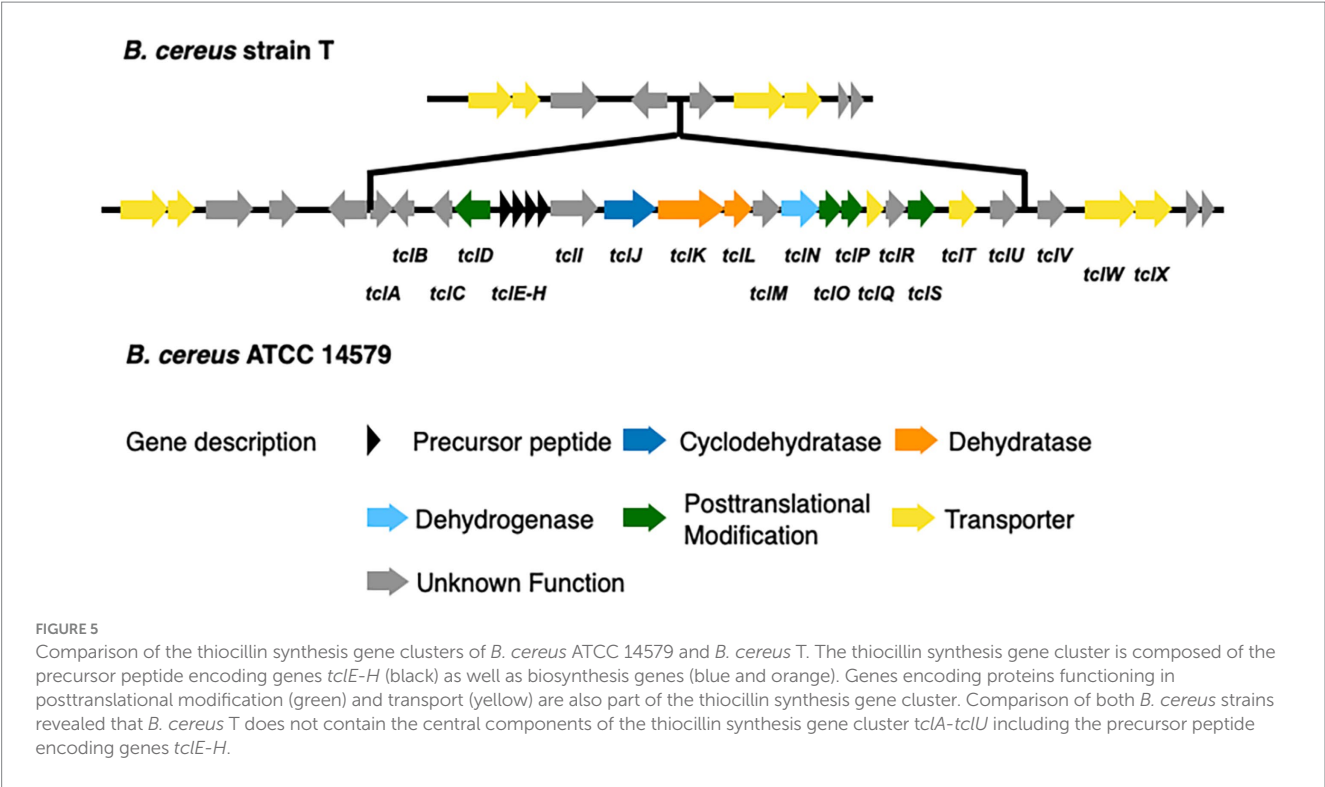 B. cereus strain T
tclB tclD tclI tclJ tclK tclL tclN tclP tclR tclT tclU tclV
tclW tclX
tclA tclC tclE-H tclM tclO tclQ tclS
B. cereus ATCC 14579
Gene description Precursor peptide Cyclodehydratase Dehydratase
Dehydrogenase Posttranslational Modification Transporter
Unknown Function
FIGURE 5
Comparison of the thiocillin synthesis gene clusters of B. cereus ATCC 14579 and B. cereus T. The thiocillin synthesis gene cluster is composed of the
precursor peptide encoding genes tclE-H (black) as well as biosynthesis genes (blue and orange). Genes encoding proteins functioning in
posttranslational modification (green) and transport (yellow) are also part of the thiocillin synthesis gene cluster. Comparison of both B. cereus strains
revealed that B. cereus T does not contain the central components of the thiocillin synthesis gene cluster tclA-tclU including the precursor peptide
encoding genes tclE-H.